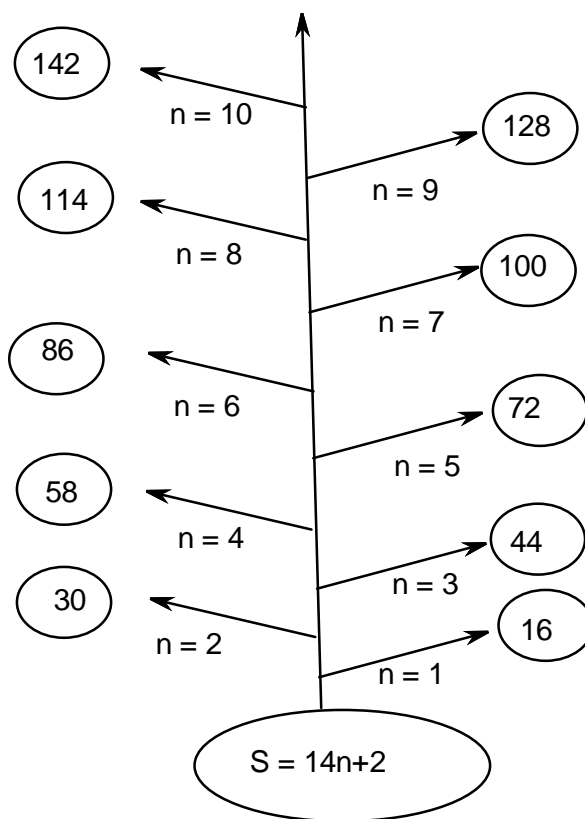 142
n = 10
128
n = 9
114
n = 8
100
n = 7
86
n = 6
72
n = 5
58
n = 4
44
n = 3
30
n = 2
16
n = 1
S = 14n+2